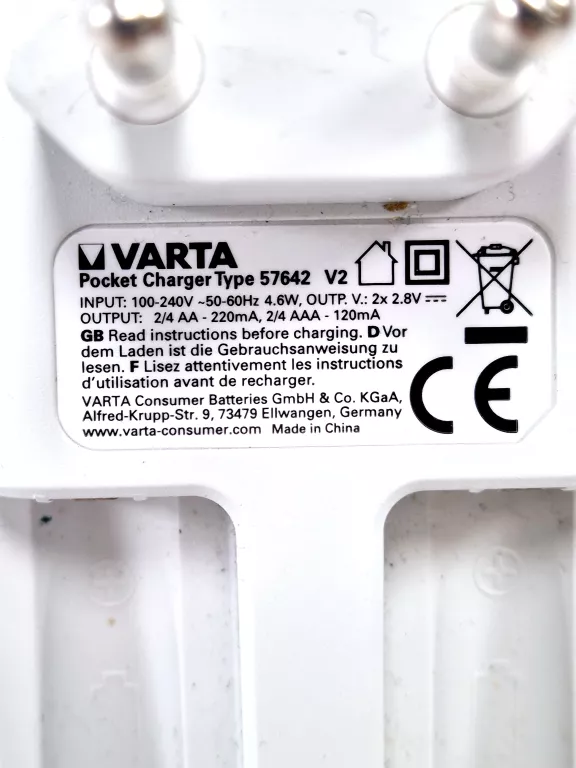 VARTA
Pocket Charger Type 57642 V2
INPUT: 100-240V ~50-60Hz 4.6W, OUTP. V.: 2x 2.8V⎓
OUTPUT: 2/4 AA - 220mA, 2/4 AAA - 120mA
GB Read instructions before charging. D Vor
dem Laden ist die Gebrauchsanweisung zu
lesen. F Lisez attentivement les instructions
d'utilisation avant de recharger.
VARTA Consumer Batteries GmbH & Co. KGaA,
Alfred-Krupp-Str. 9, 73479 Ellwangen, Germany
www.varta-consumer.com Made in China
CE
3